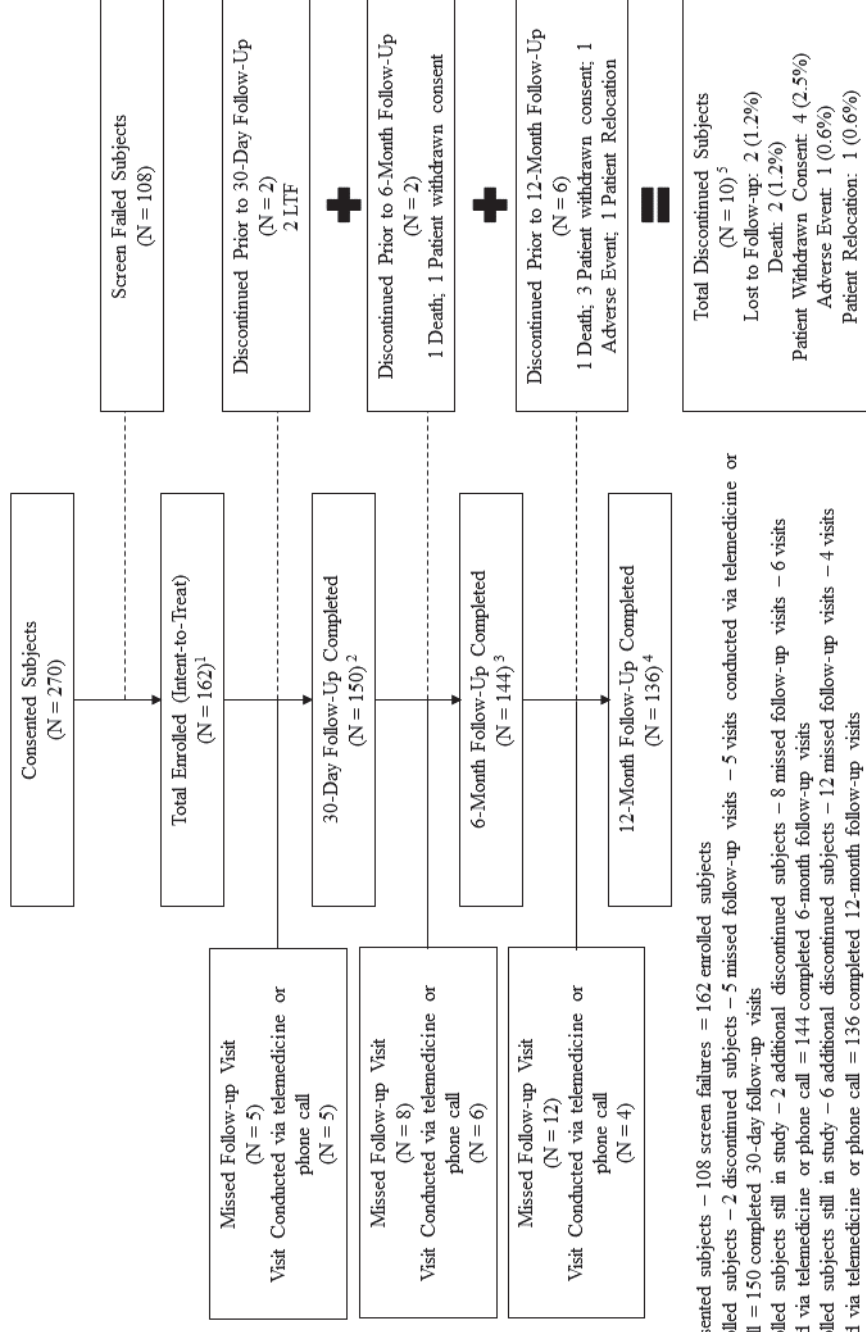 Consented Subjects
(N = 270)
Screen Failed Subjects
(N = 108)
Total Enrolled (Intent-to-Treat)
(N = 162)¹
Missed Follow-up Visit
(N = 5)
Visit Conducted via telemedicine or
phone call
(N = 5)
Discontinued Prior to 30-Day Follow-Up
(N = 2)
2 LTF
30-Day Follow-Up Completed
(N = 150) ²
Missed Follow-up Visit
(N = 8)
Visit Conducted via telemedicine or
phone call
(N = 6)
Discontinued Prior to 6-Month Follow-Up
(N = 2)
1 Death; 1 Patient withdrawn consent
6-Month Follow-Up Completed
(N = 144) ³
Missed Follow-up Visit
(N = 12)
Visit Conducted via telemedicine or
phone call
(N = 4)
Discontinued Prior to 12-Month Follow-Up
(N = 6)
1 Death; 3 Patient withdrawn consent; 1
Adverse Event; 1 Patient Relocation
12-Month Follow-Up Completed
(N = 136) ⁴
Total Discontinued Subjects
(N = 10) ⁵
Lost to Follow-up: 2 (1.2%)
Death: 2 (1.2%)
Patient Withdrawn Consent: 4 (2.5%)
Adverse Event: 1 (0.6%)
Patient Relocation: 1 (0.6%)
sented subjects – 108 screen failures = 162 enrolled subjects
lled subjects – 2 discontinued subjects – 5 missed follow-up visits – 5 visits conducted via telemedicine or
ll = 150 completed 30-day follow-up visits
lled subjects still in study – 2 additional discontinued subjects – 8 missed follow-up visits – 6 visits
d via telemedicine or phone call = 144 completed 6-month follow-up visits
lled subjects still in study – 6 additional discontinued subjects – 12 missed follow-up visits – 4 visits
d via telemedicine or phone call = 136 completed 12-month follow-up visits